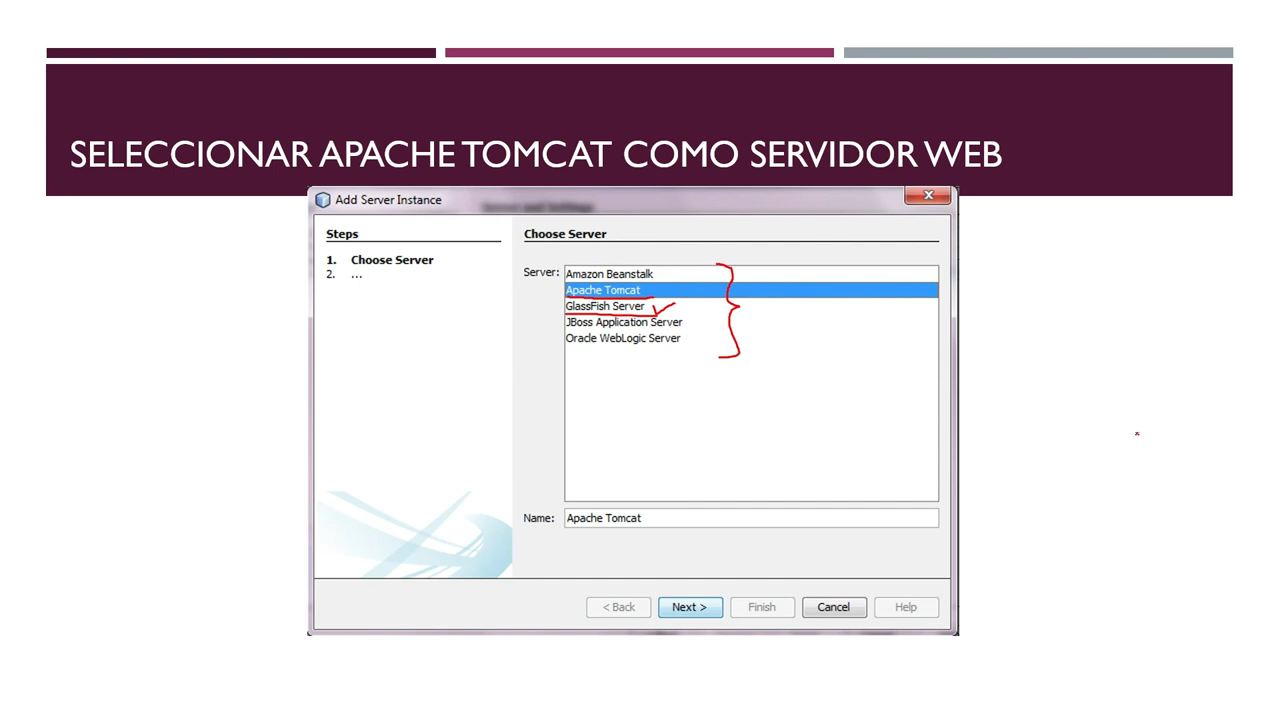 SELECCIONAR APACHE TOMCAT COMO SERVIDOR WEB
Add Server Instance
Steps
1. Choose Server
2. ...
Choose Server
Server:
Amazon Beanstalk
Apache Tomcat
GlassFish Server
JBoss Application Server
Oracle WebLogic Server
Name: Apache Tomcat
< Back
Next >
Finish
Cancel
Help